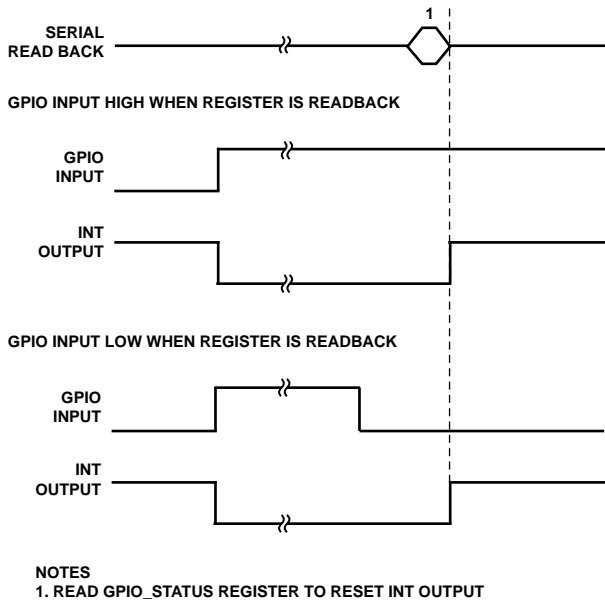 1
SERIAL
READ BACK
GPIO INPUT HIGH WHEN REGISTER IS READBACK
GPIO
INPUT
INT
OUTPUT
GPIO INPUT LOW WHEN REGISTER IS READBACK
GPIO
INPUT
INT
OUTPUT
NOTES
1. READ GPIO_STATUS REGISTER TO RESET INT OUTPUT